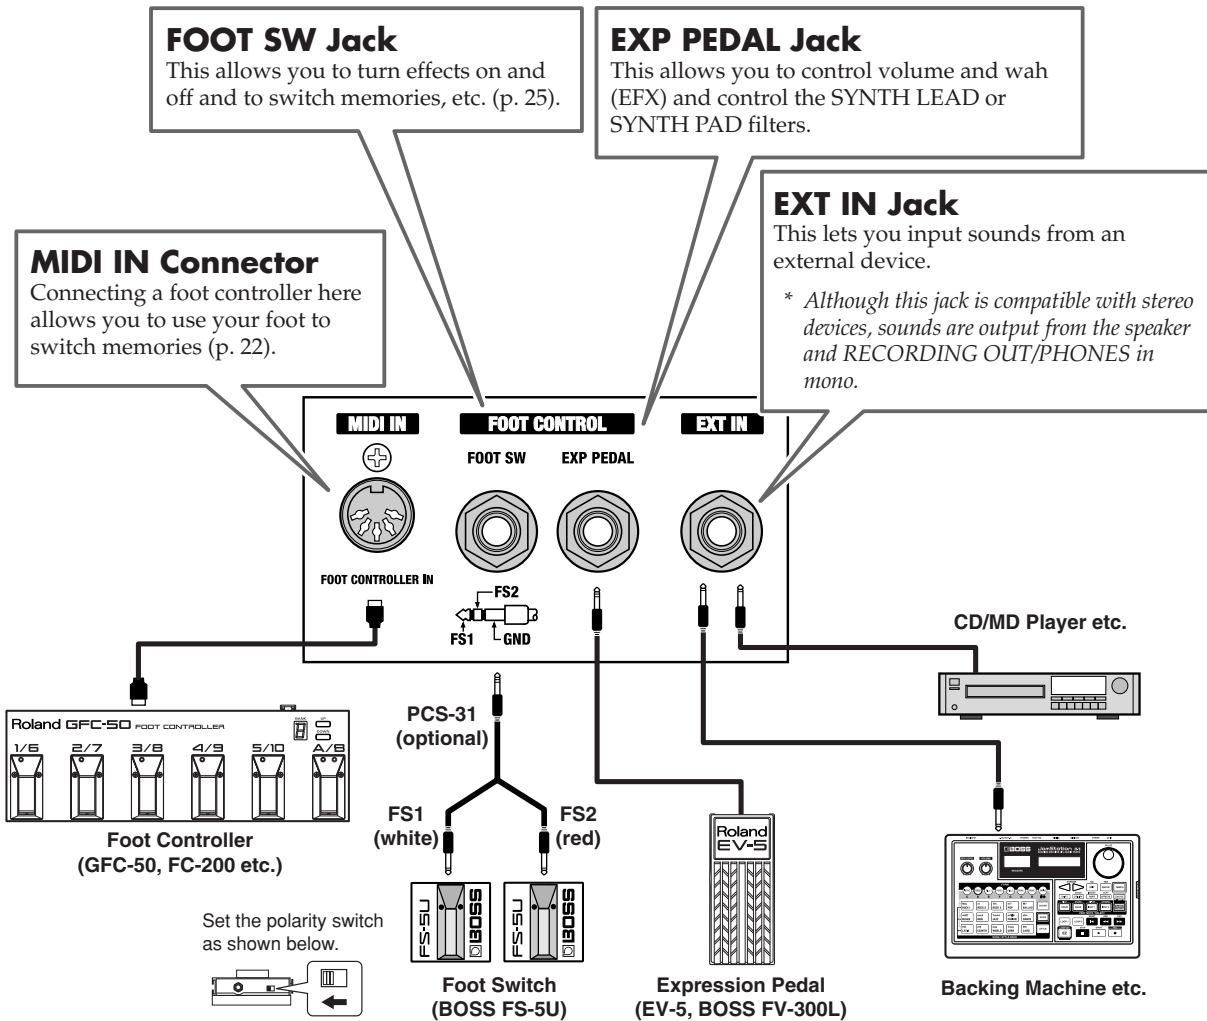 FOOT SW Jack
This allows you to turn effects on and
off and to switch memories, etc. (p. 25).
EXP PEDAL Jack
This allows you to control volume and wah
(EFX) and control the SYNTH LEAD or
SYNTH PAD filters.
EXT IN Jack
This lets you input sounds from an
external device.
* Although this jack is compatible with stereo
devices, sounds are output from the speaker
and RECORDING OUT/PHONES in
mono.
MIDI IN Connector
Connecting a foot controller here
allows you to use your foot to
switch memories (p. 22).
MIDI IN
FOOT CONTROL
EXT IN
FOOT SW
EXP PEDAL
FOOT CONTROLLER IN
FS2
FS1
GND
CD/MD Player etc.
PCS-31
(optional)
Roland GFC-50 FOOT CONTROLLER
BANK
UP
DOWN
1/6 2/7 3/8 4/9 5/10 A/B
Foot Controller
(GFC-50, FC-200 etc.)
FS1
(white)
FS2
(red)
Roland
EV-5
FS-5U
BOSS
FS-5U
BOSS
BOSS
JamStation
Set the polarity switch
as shown below.
Foot Switch
(BOSS FS-5U)
Expression Pedal
(EV-5, BOSS FV-300L)
Backing Machine etc.